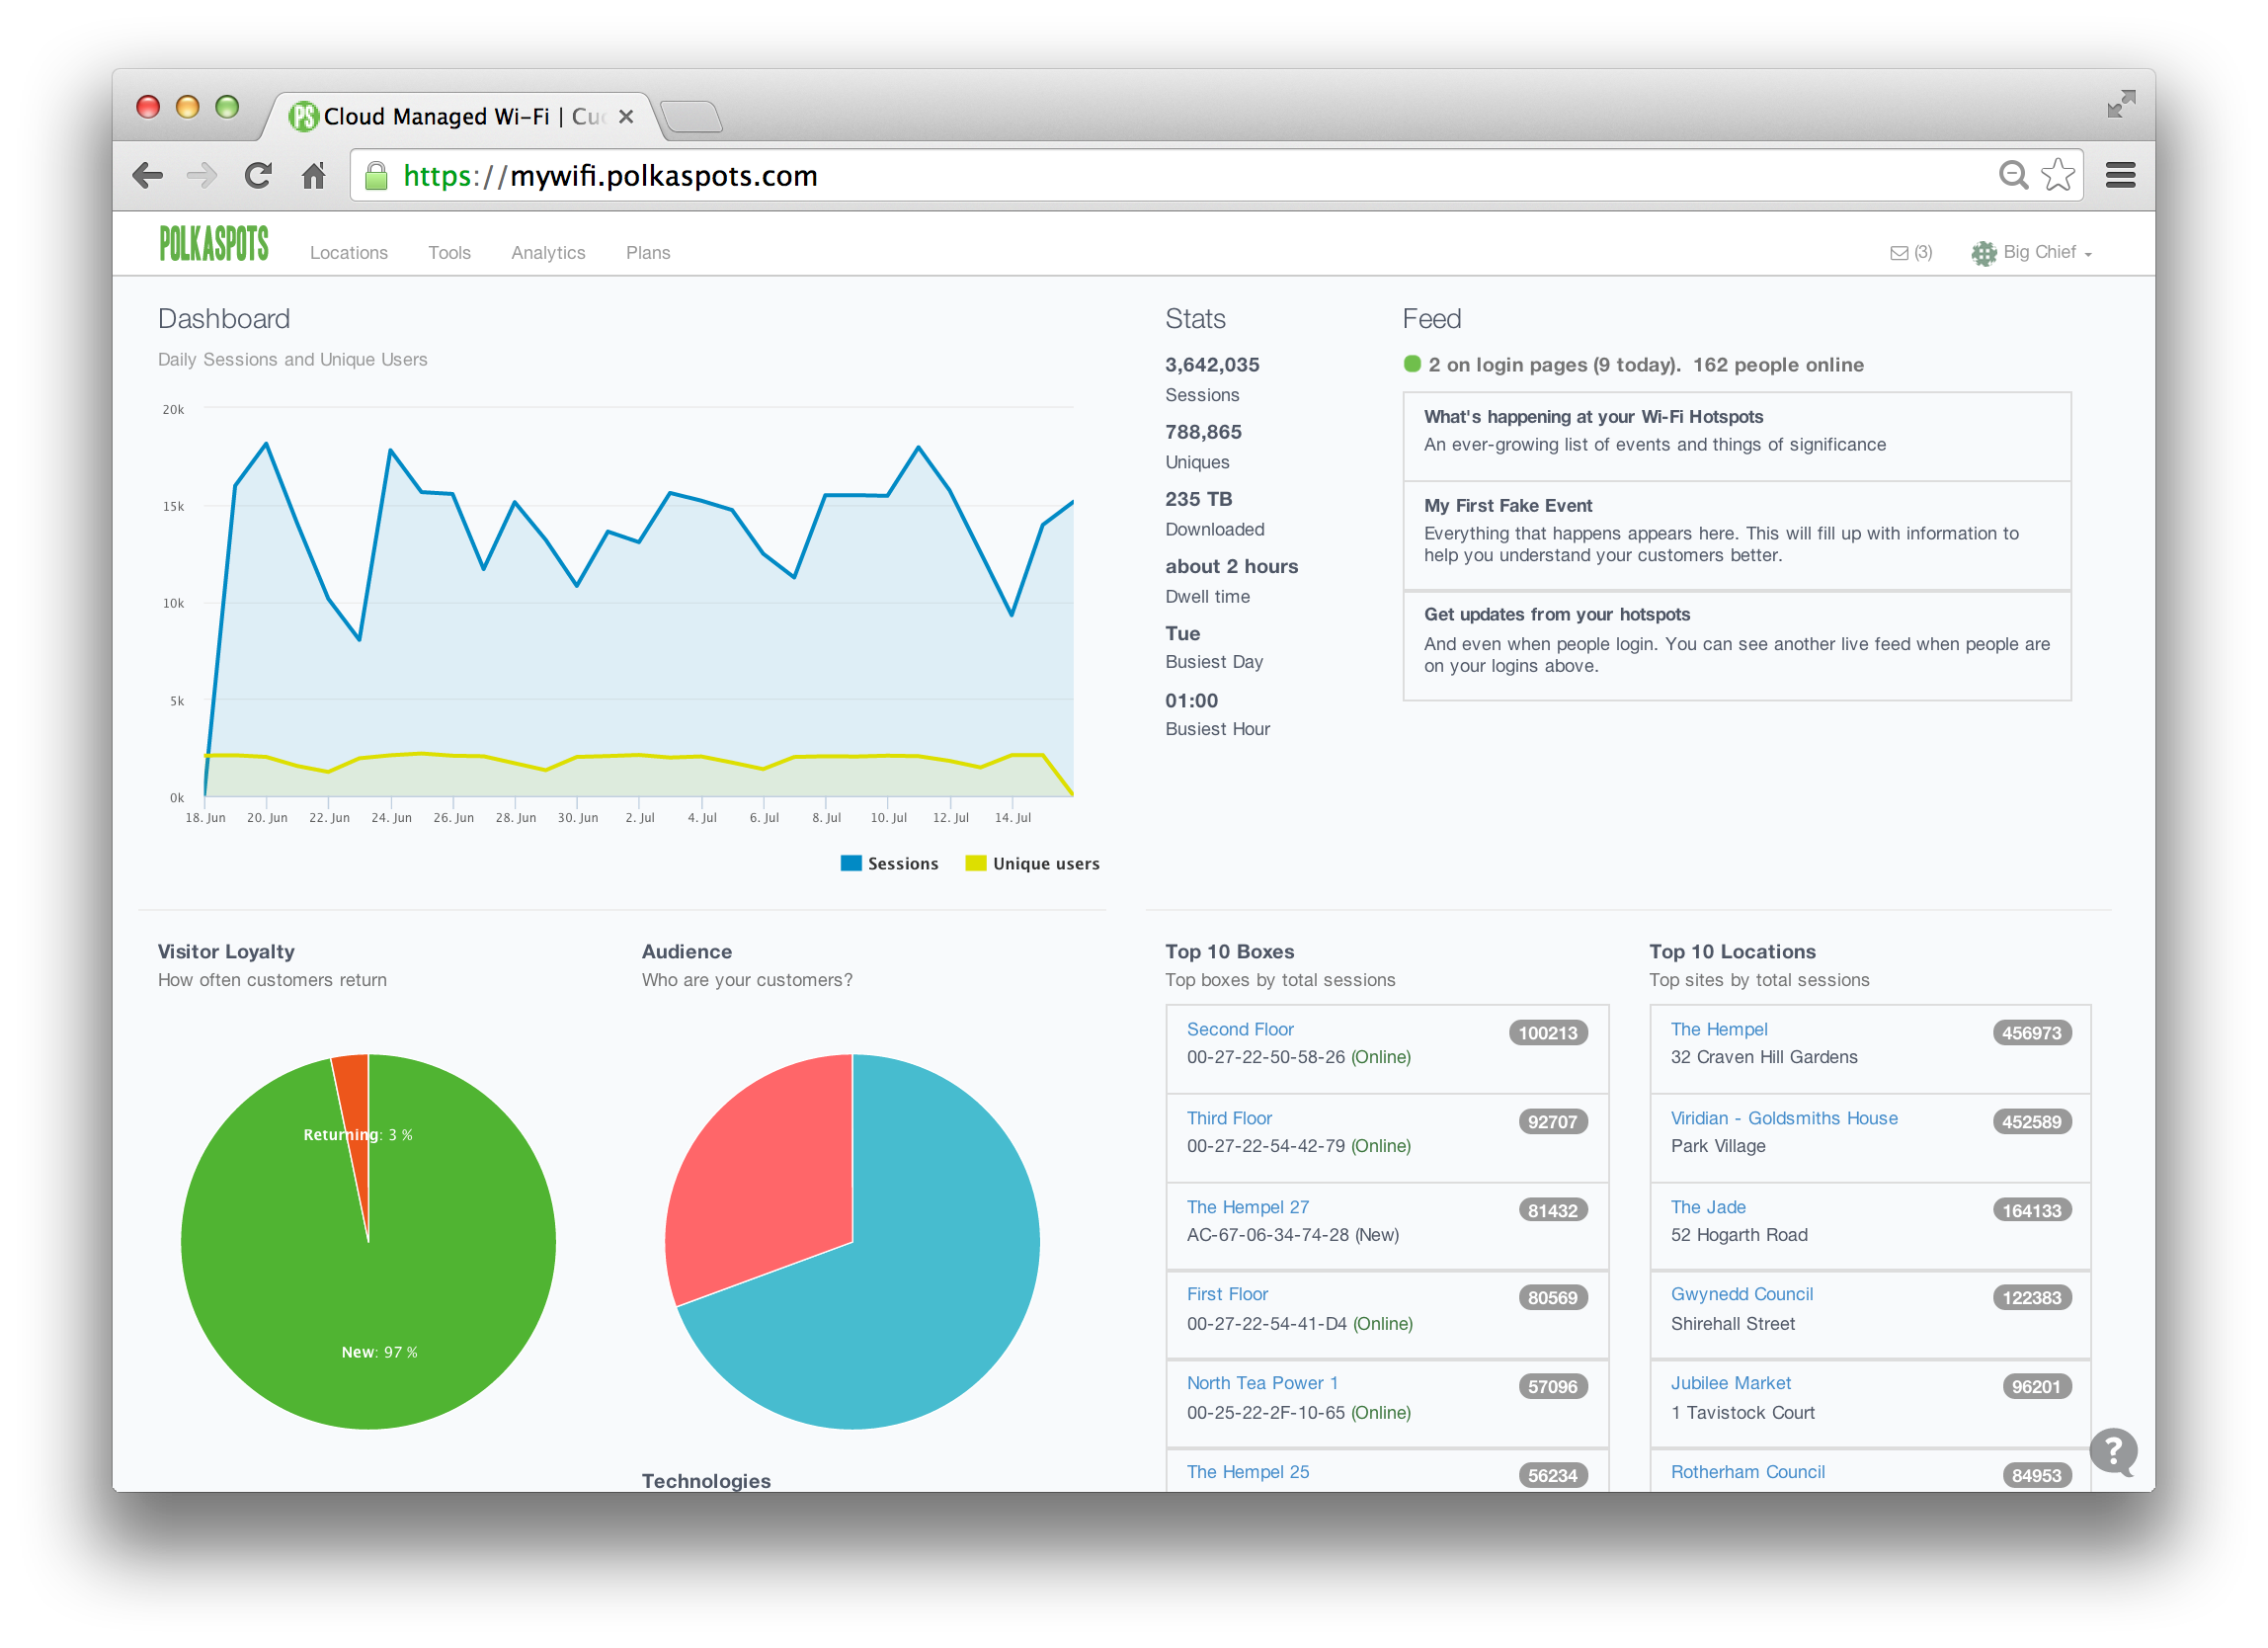 PS Cloud Managed Wi-Fi | Cu
https://mywifi.polkaspots.com
POLKASPOTS Locations Tools Analytics Plans (3) Big Chief
Dashboard
Daily Sessions and Unique Users
20k
15k
10k
5k
0k
18. Jun 20. Jun 22. Jun 24. Jun 26. Jun 28. Jun 30. Jun 2. Jul 4. Jul 6. Jul 8. Jul 10. Jul 12. Jul 14. Jul
Sessions Unique users
Stats
3,642,035
Sessions
788,865
Uniques
235 TB
Downloaded
about 2 hours
Dwell time
Tue
Busiest Day
01:00
Busiest Hour
Feed
2 on login pages (9 today). 162 people online
What's happening at your Wi-Fi Hotspots
An ever-growing list of events and things of significance
My First Fake Event
Everything that happens appears here. This will fill up with information to
help you understand your customers better.
Get updates from your hotspots
And even when people login. You can see another live feed when people are
on your logins above.
Visitor Loyalty
How often customers return
Returning: 3 %
New: 97 %
Audience
Who are your customers?
Technologies
Top 10 Boxes
Top boxes by total sessions
Second Floor 100213
00-27-22-50-58-26 (Online)
Third Floor 92707
00-27-22-54-42-79 (Online)
The Hempel 27 81432
AC-67-06-34-74-28 (New)
First Floor 80569
00-27-22-54-41-D4 (Online)
North Tea Power 1 57096
00-25-22-2F-10-65 (Online)
The Hempel 25 56234
Top 10 Locations
Top sites by total sessions
The Hempel 456973
32 Craven Hill Gardens
Viridian - Goldsmiths House 452589
Park Village
The Jade 164133
52 Hogarth Road
Gwynedd Council 122383
Shirehall Street
Jubilee Market 96201
1 Tavistock Court
Rotherham Council 84953
?